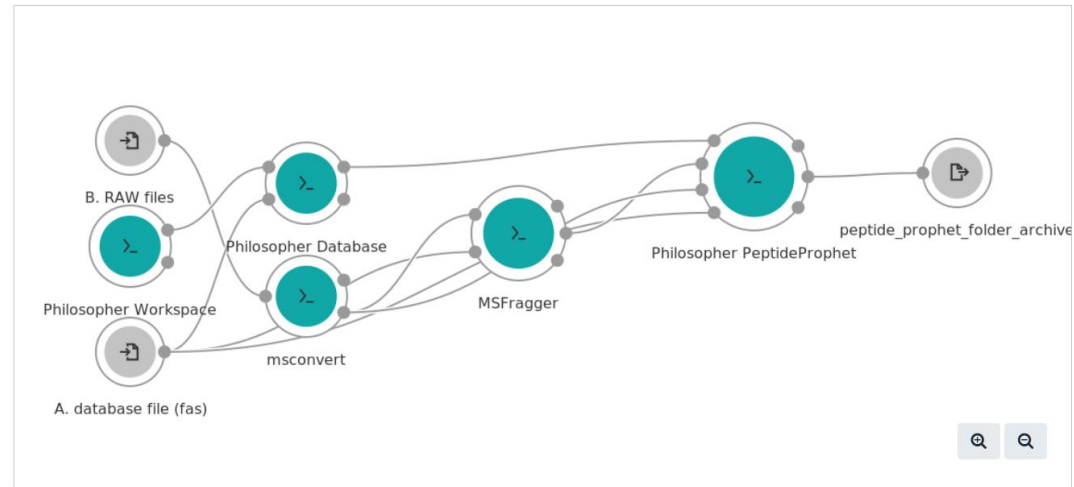 B. RAW files
Philosopher Workspace
A. database file (fas)
Philosopher Database
msconvert
MSFragger
Philosopher PeptideProphet
peptide_prophet_folder_archive